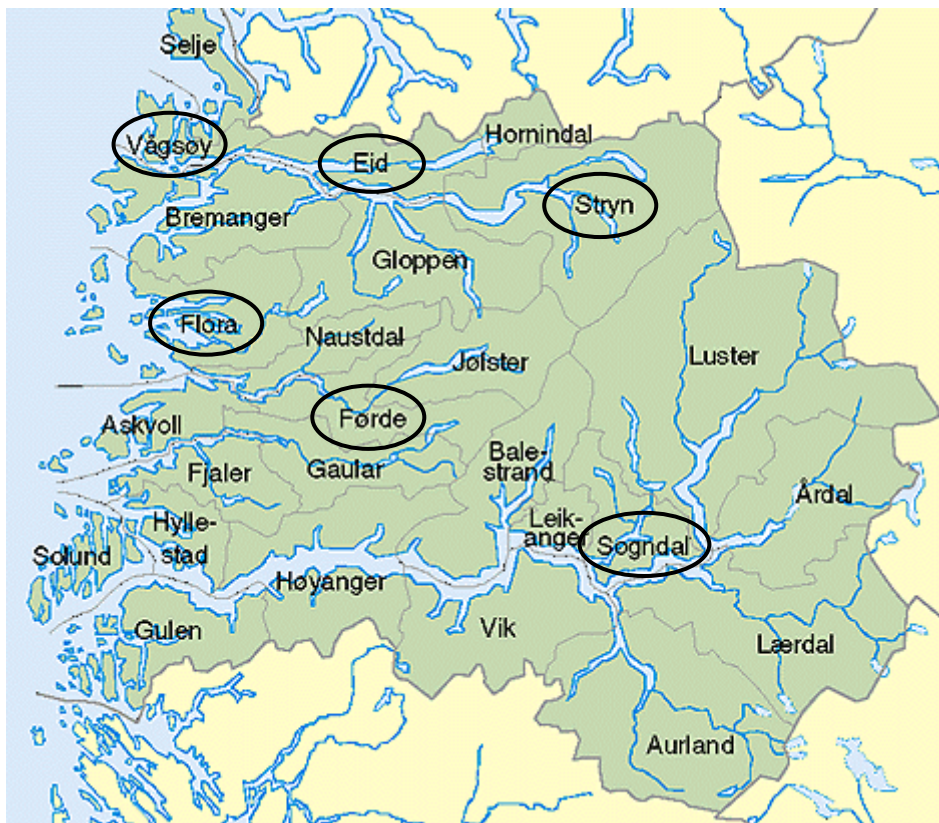 Selje
Vågsøy
Eid
Hornindal
Stryn
Bremanger
Gloppen
Flora
Naustdal
Jølster
Luster
Førde
Askvoll
Fjaler
Gaular
Bale-
strand
Årdal
Hylle-
stad
Leik-
anger
Sogndal
Solund
Høyanger
Gulen
Vik
Lærdal
Aurland